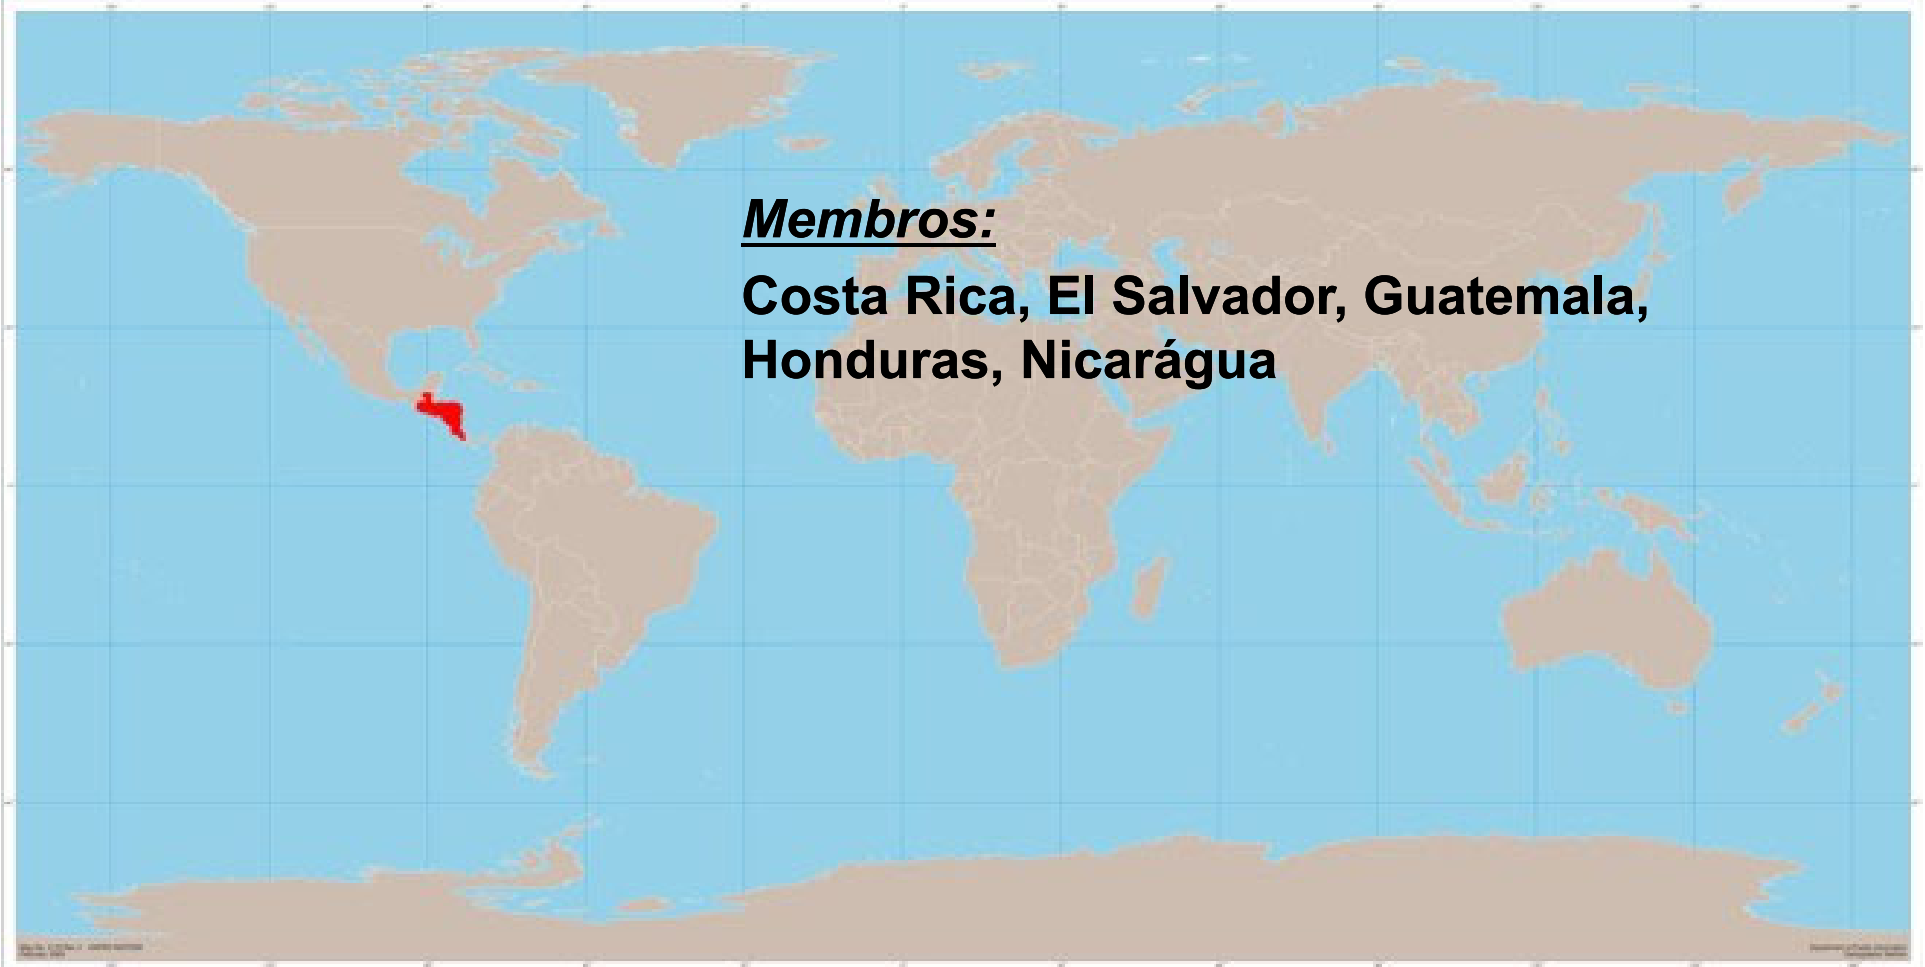 Membros:
Costa Rica, El Salvador, Guatemala,
Honduras, Nicarágua